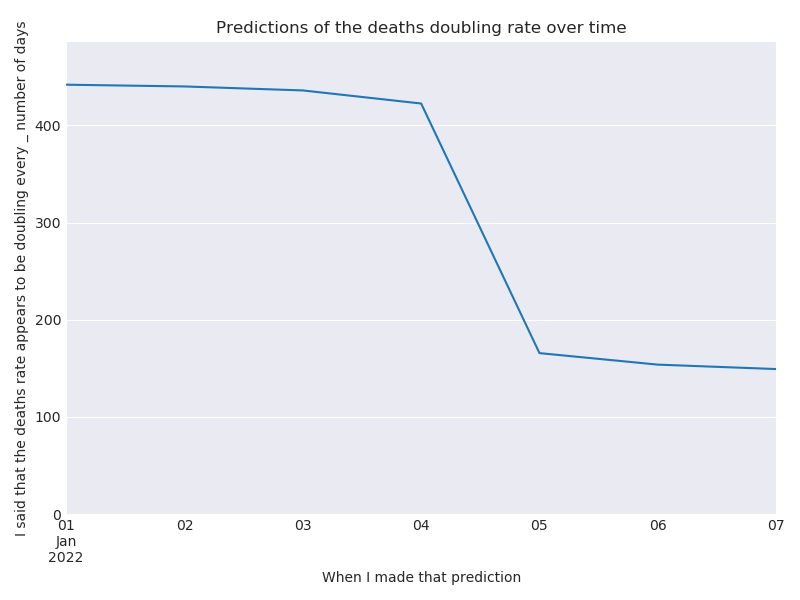 Predictions of the deaths doubling rate over time
I said that the deaths rate appears to be doubling every _ number of days
400
300
200
100
0
01 02 03 04 05 06 07
Jan
2022
When I made that prediction